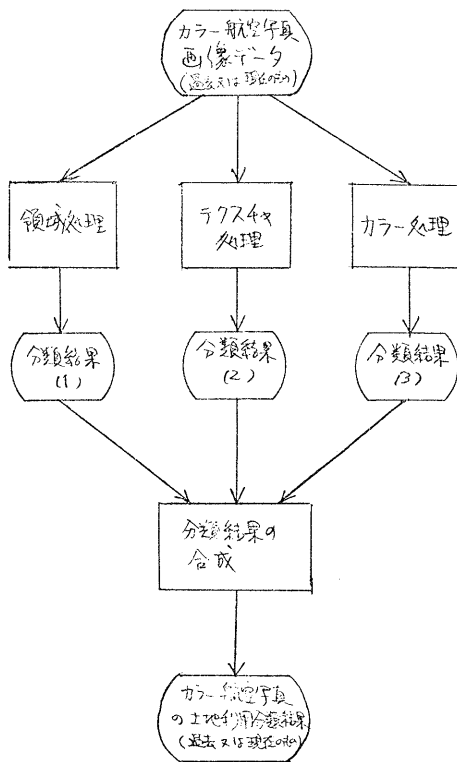 カラー航空写真
画像データ
(過去又は現在のもの)
領域処理
テクスチャ
処理
カラー処理
分類結果
(1)
分類結果
(2)
分類結果
(3)
分類結果の
合成
カラー航空写真
の土地利用分類結果
(過去又は現在のもの)